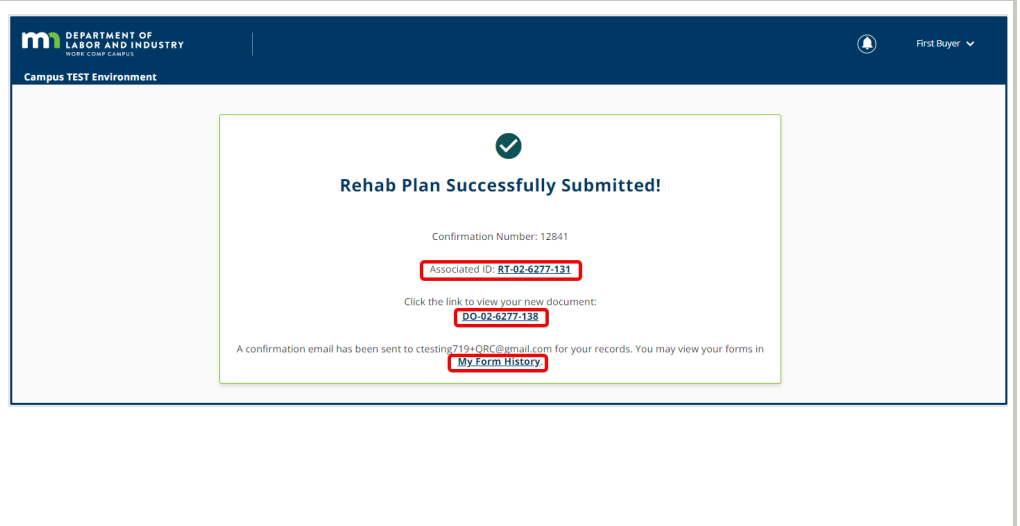 DEPARTMENT OF
LABOR AND INDUSTRY
WORK COMP CAMPUS
First Buyer
Campus TEST Environment
Rehab Plan Successfully Submitted!
Confirmation Number: 12841
Associated ID: RT-02-6277-131
Click the link to view your new document:
DO-02-6277-138
A confirmation email has been sent to ctesting719+QRC@gmail.com for your records. You may view your forms in
My Form History.